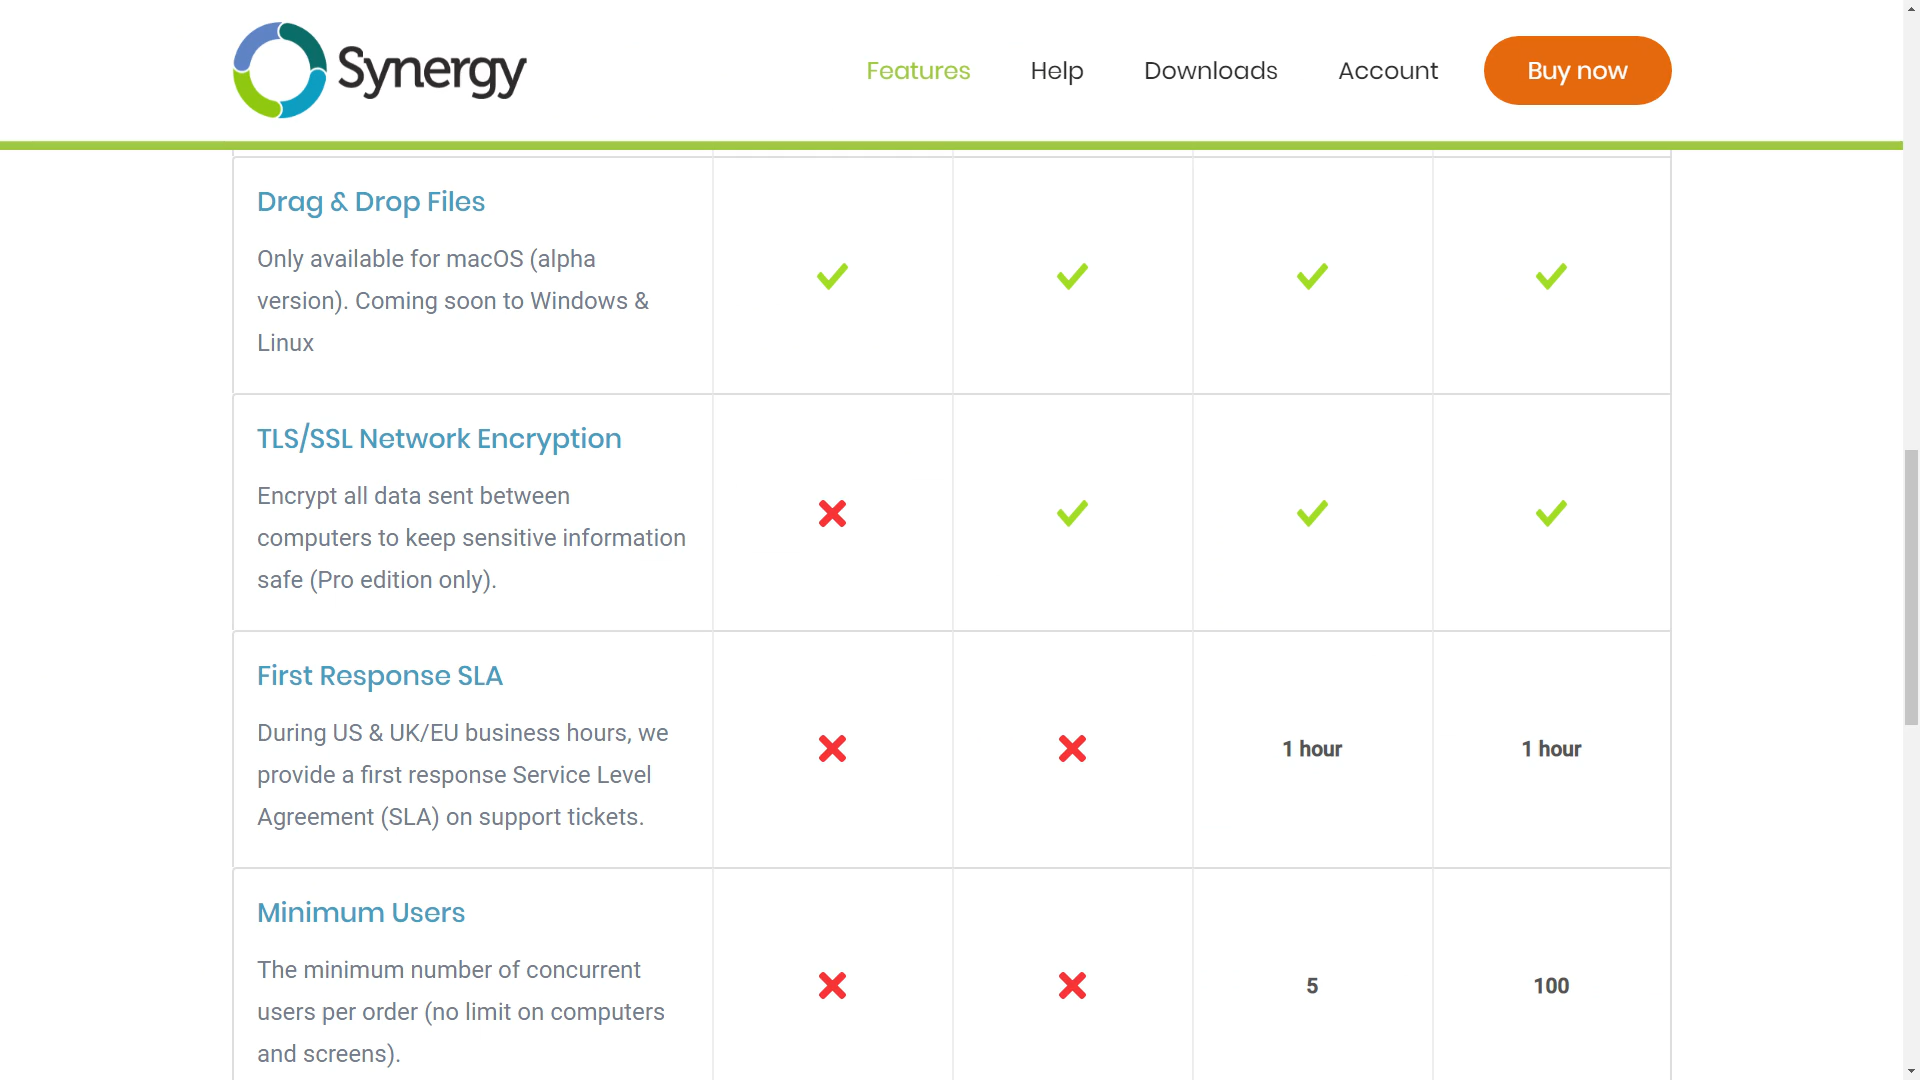 Synergy
Features
Help
Downloads
Account
Buy now
Drag & Drop Files
Only available for macOS (alpha
version). Coming soon to Windows &
Linux
TLS/SSL Network Encryption
Encrypt all data sent between
computers to keep sensitive information
safe (Pro edition only).
First Response SLA
During US & UK/EU business hours, we
provide a first response Service Level
Agreement (SLA) on support tickets.
1 hour
1 hour
Minimum Users
The minimum number of concurrent
users per order (no limit on computers
and screens).
5
100